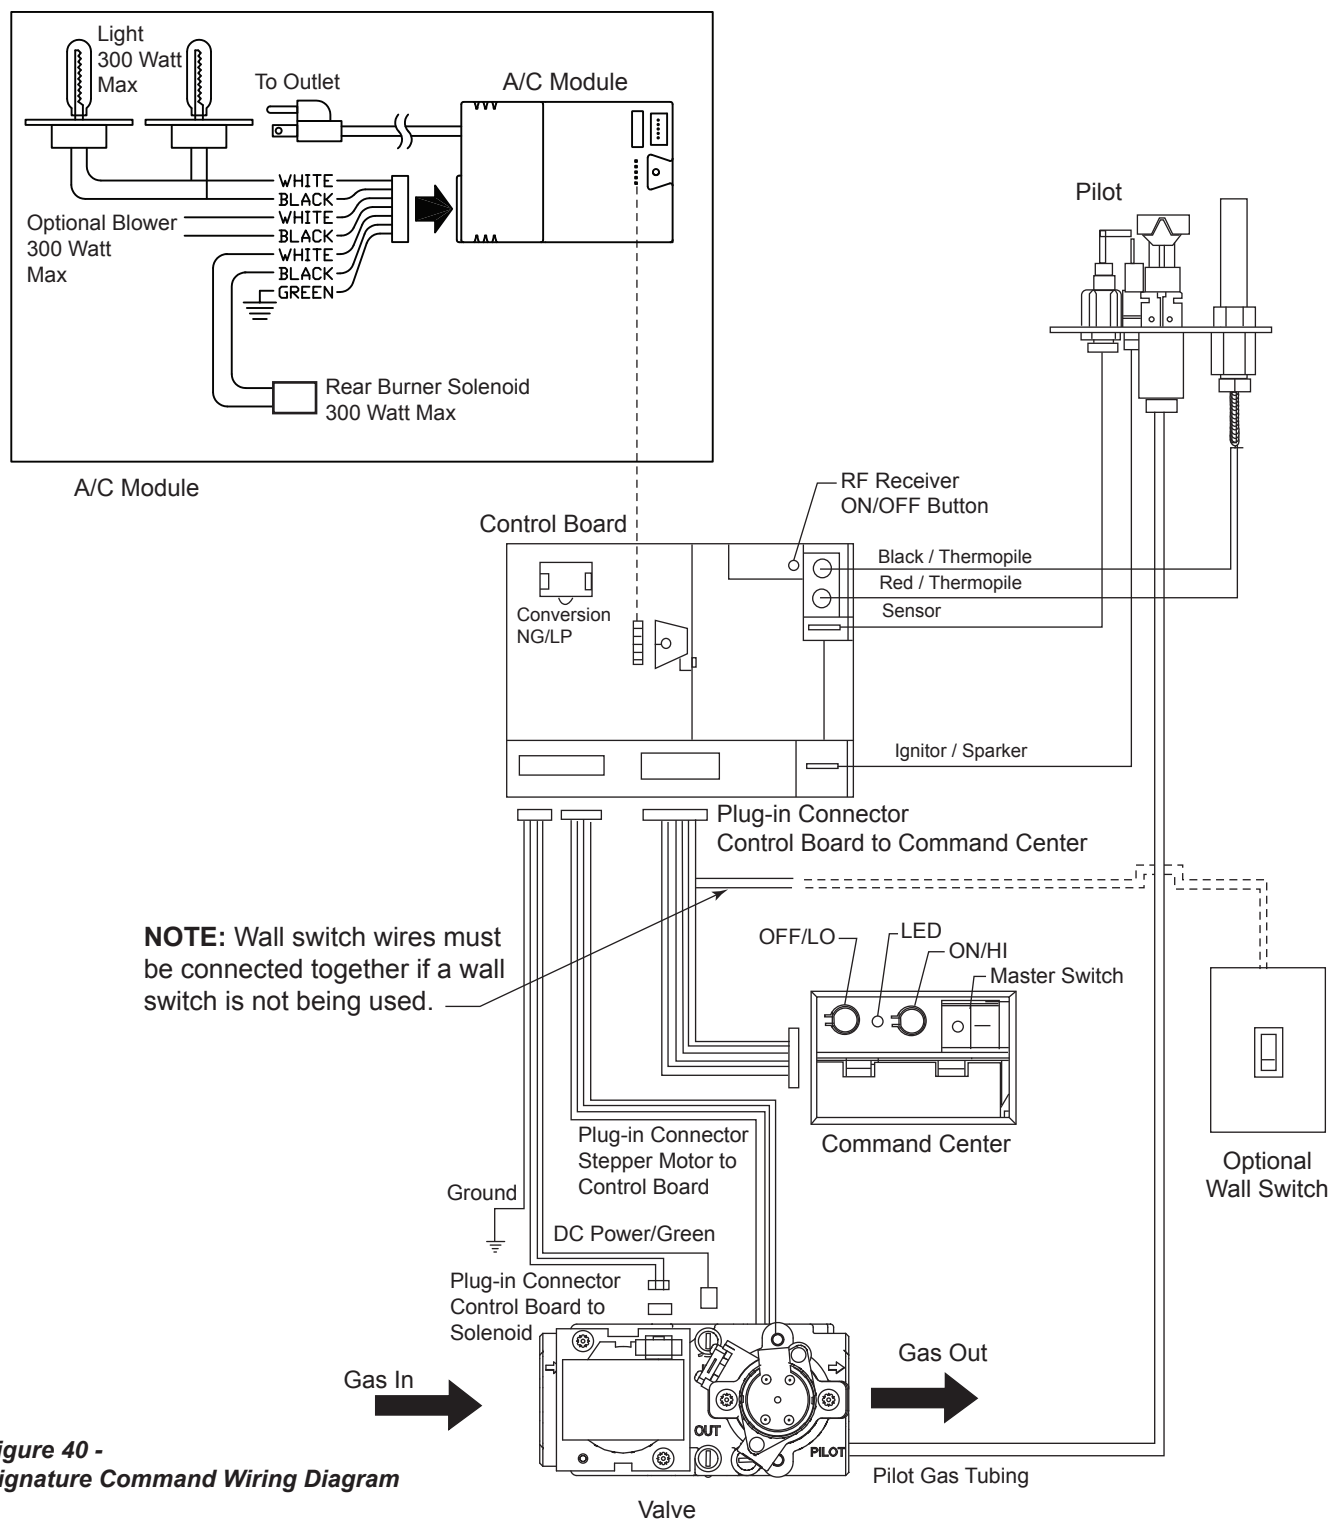 Light
300 Watt
Max
To Outlet
A/C Module
WHITE
BLACK
WHITE
BLACK
WHITE
BLACK
GREEN
Optional Blower
300 Watt
Max
Rear Burner Solenoid
300 Watt Max
A/C Module
Pilot
RF Receiver
ON/OFF Button
Control Board
Black / Thermopile
Red / Thermopile
Sensor
Conversion
NG/LP
Ignitor / Sparker
Plug-in Connector
Control Board to Command Center
NOTE: Wall switch wires must
be connected together if a wall
switch is not being used.
OFF/LO
LED
ON/HI
Master Switch
Command Center
Optional
Wall Switch
Plug-in Connector
Stepper Motor to
Control Board
Ground
DC Power/Green
Plug-in Connector
Control Board to
Solenoid
Gas In
Gas Out
OUT
PILOT
Pilot Gas Tubing
igure 40 -
ignature Command Wiring Diagram
Valve